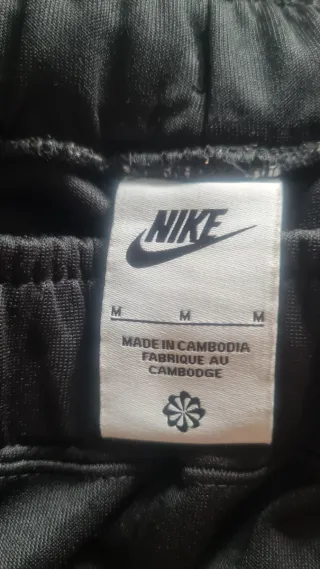 NIKE
M M M
MADE IN CAMBODIA
FABRIQUE AU
CAMBODGE